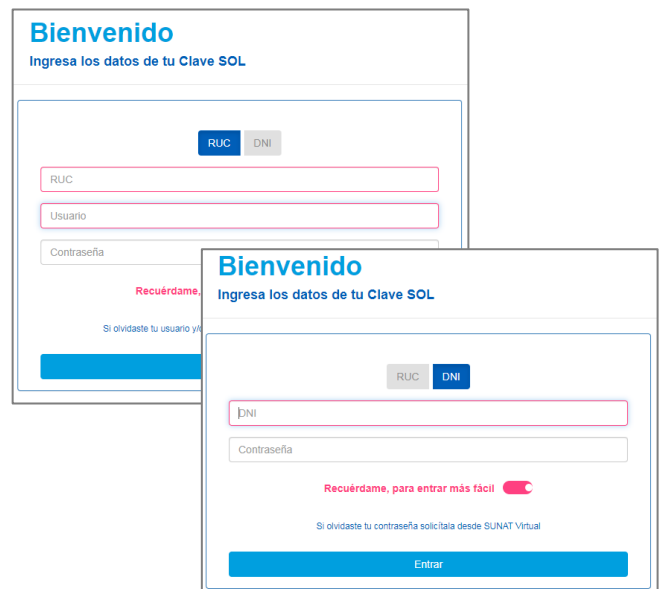 Bienvenido
Ingresa los datos de tu Clave SOL
RUC DNI
RUC
Usuario
Contraseña
Recuérdame,
Si olvidaste tu usuario y/
Bienvenido
Ingresa los datos de tu Clave SOL
RUC DNI
DNI
Contraseña
Recuérdame, para entrar más fácil
Si olvidaste tu contraseña solicítala desde SUNAT Virtual
Entrar